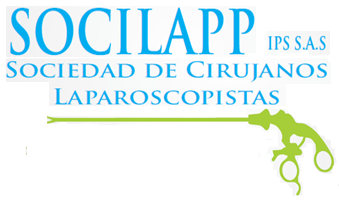 SOCILAPP IPS S.A.S
SOCIEDAD DE CIRUJANOS
LAPAROSCOPISTAS